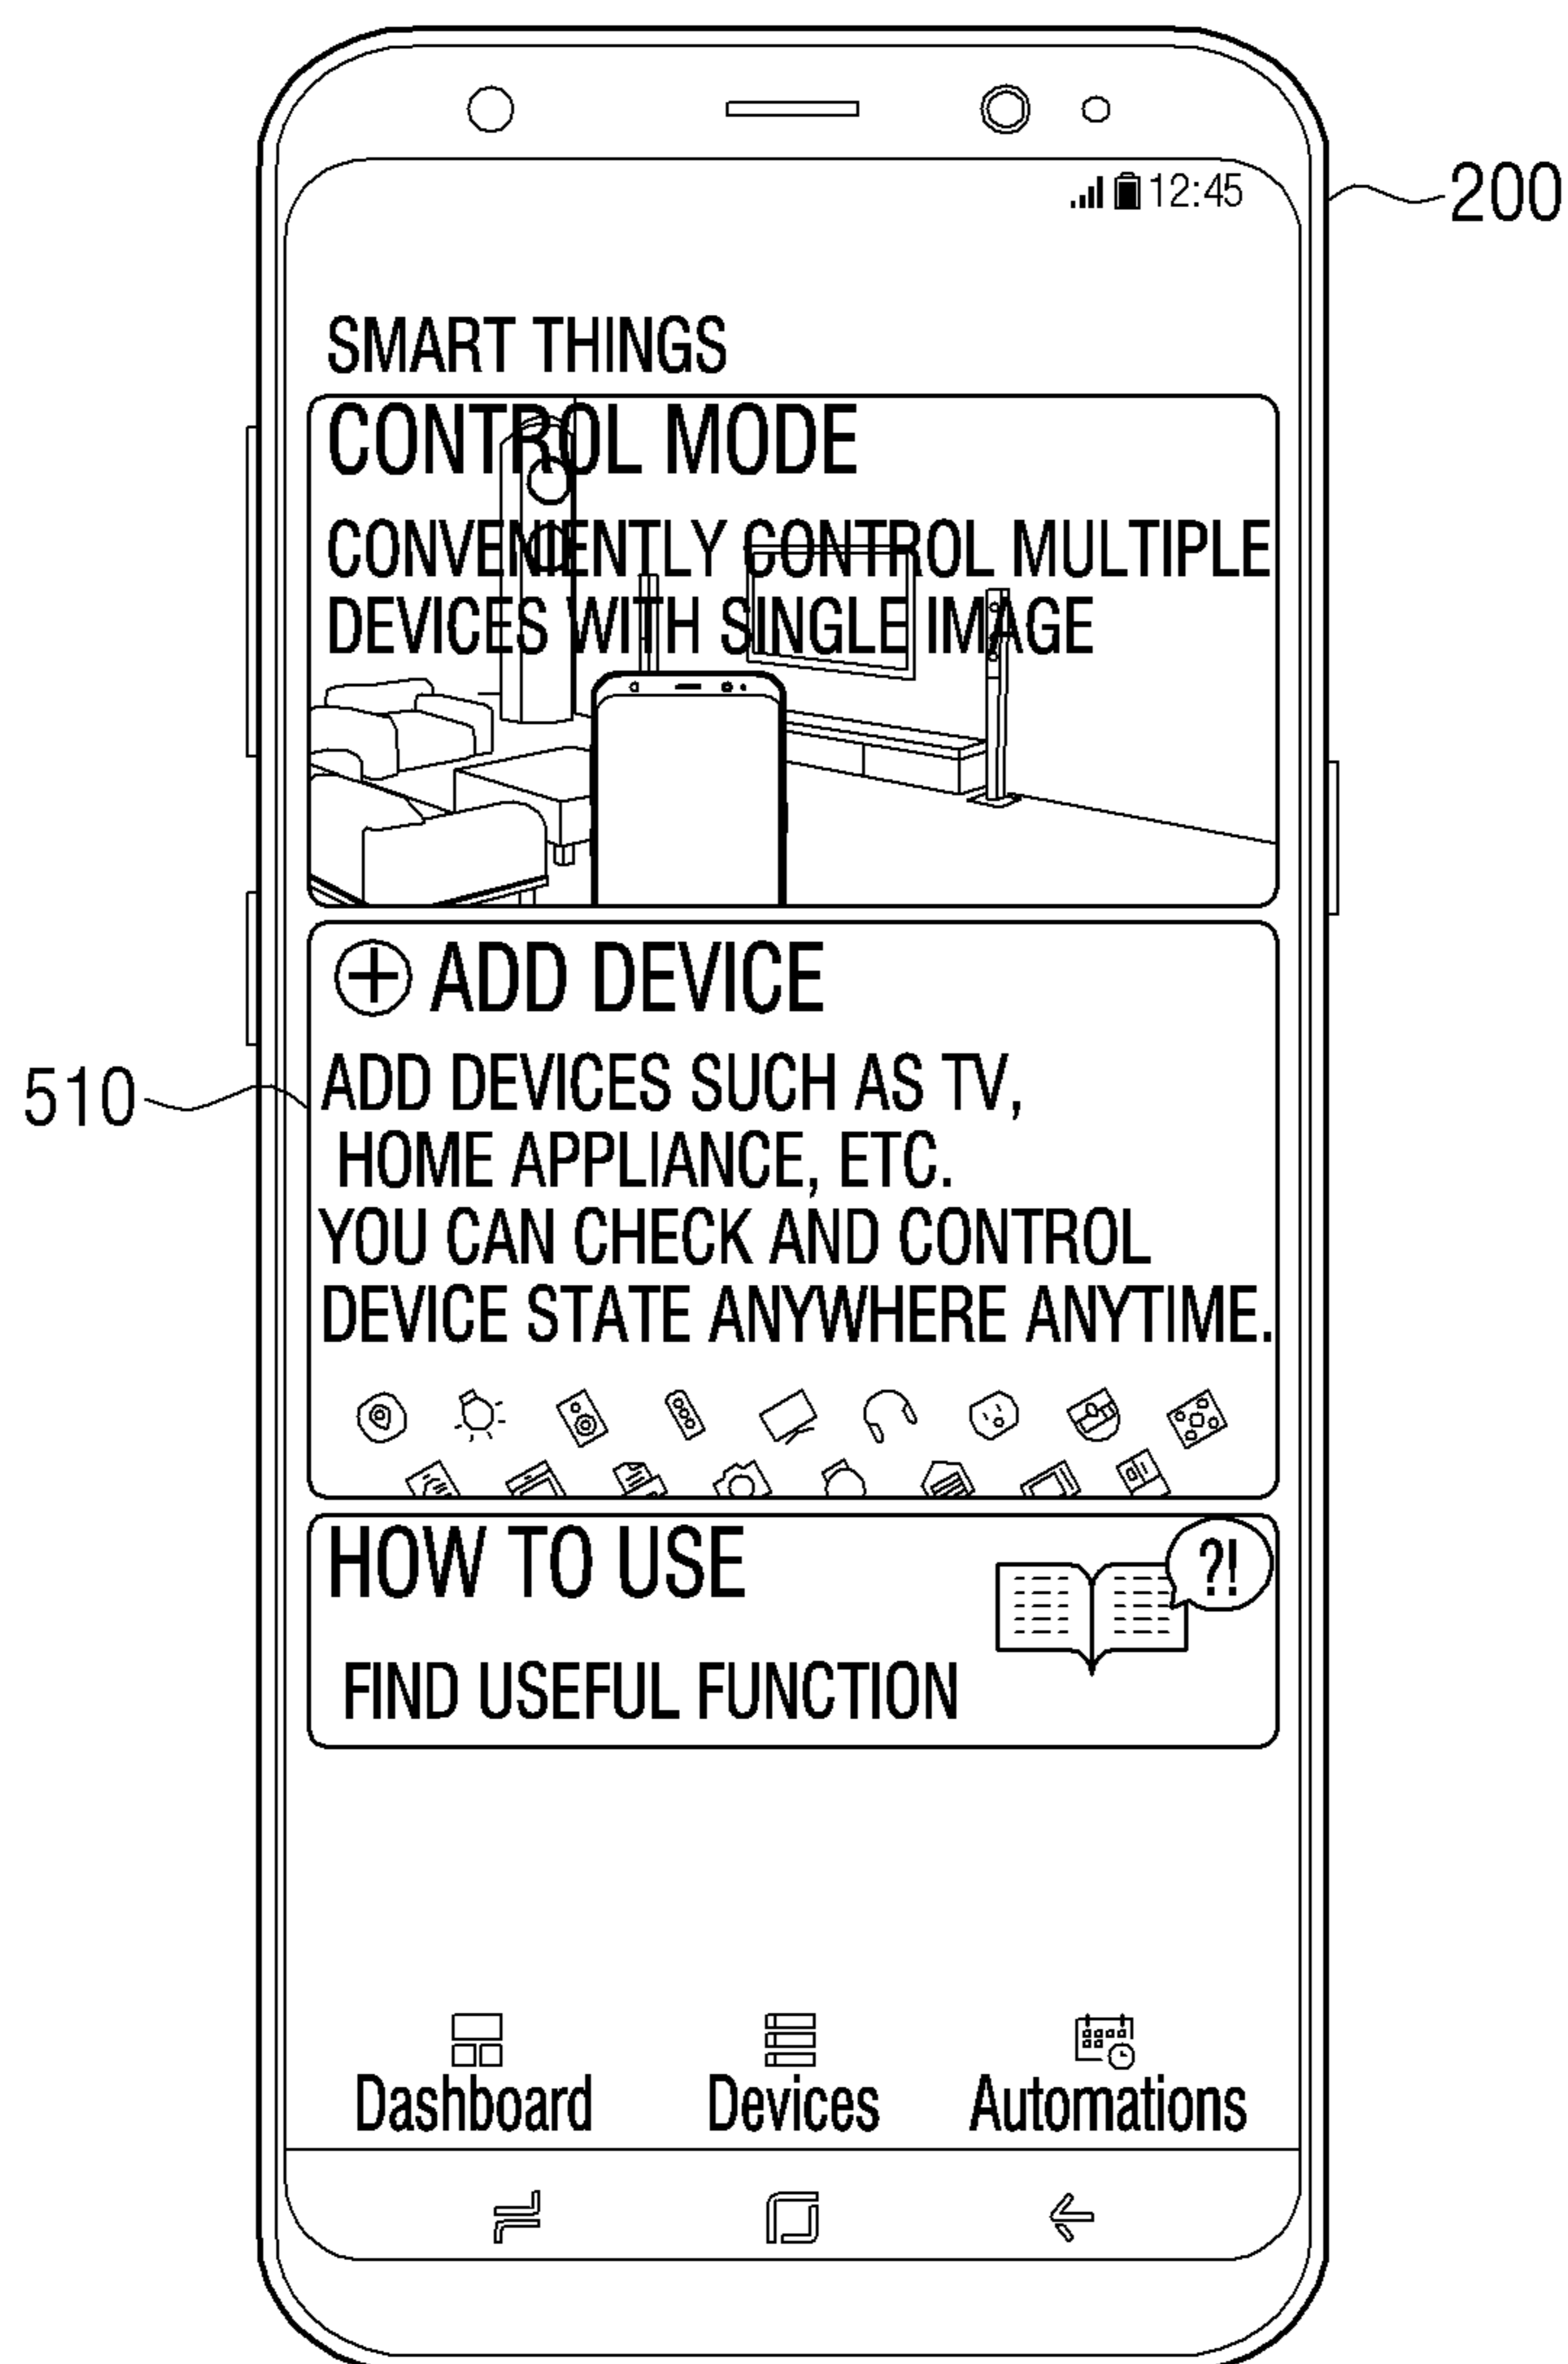 12:45
200
SMART THINGS
CONTROL MODE
CONVENIENTLY CONTROL MULTIPLE
DEVICES WITH SINGLE IMAGE
ADD DEVICE
510
ADD DEVICES SUCH AS TV,
HOME APPLIANCE, ETC.
YOU CAN CHECK AND CONTROL
DEVICE STATE ANYWHERE ANYTIME.
HOW TO USE
?!
FIND USEFUL FUNCTION
Dashboard
Devices
Automations